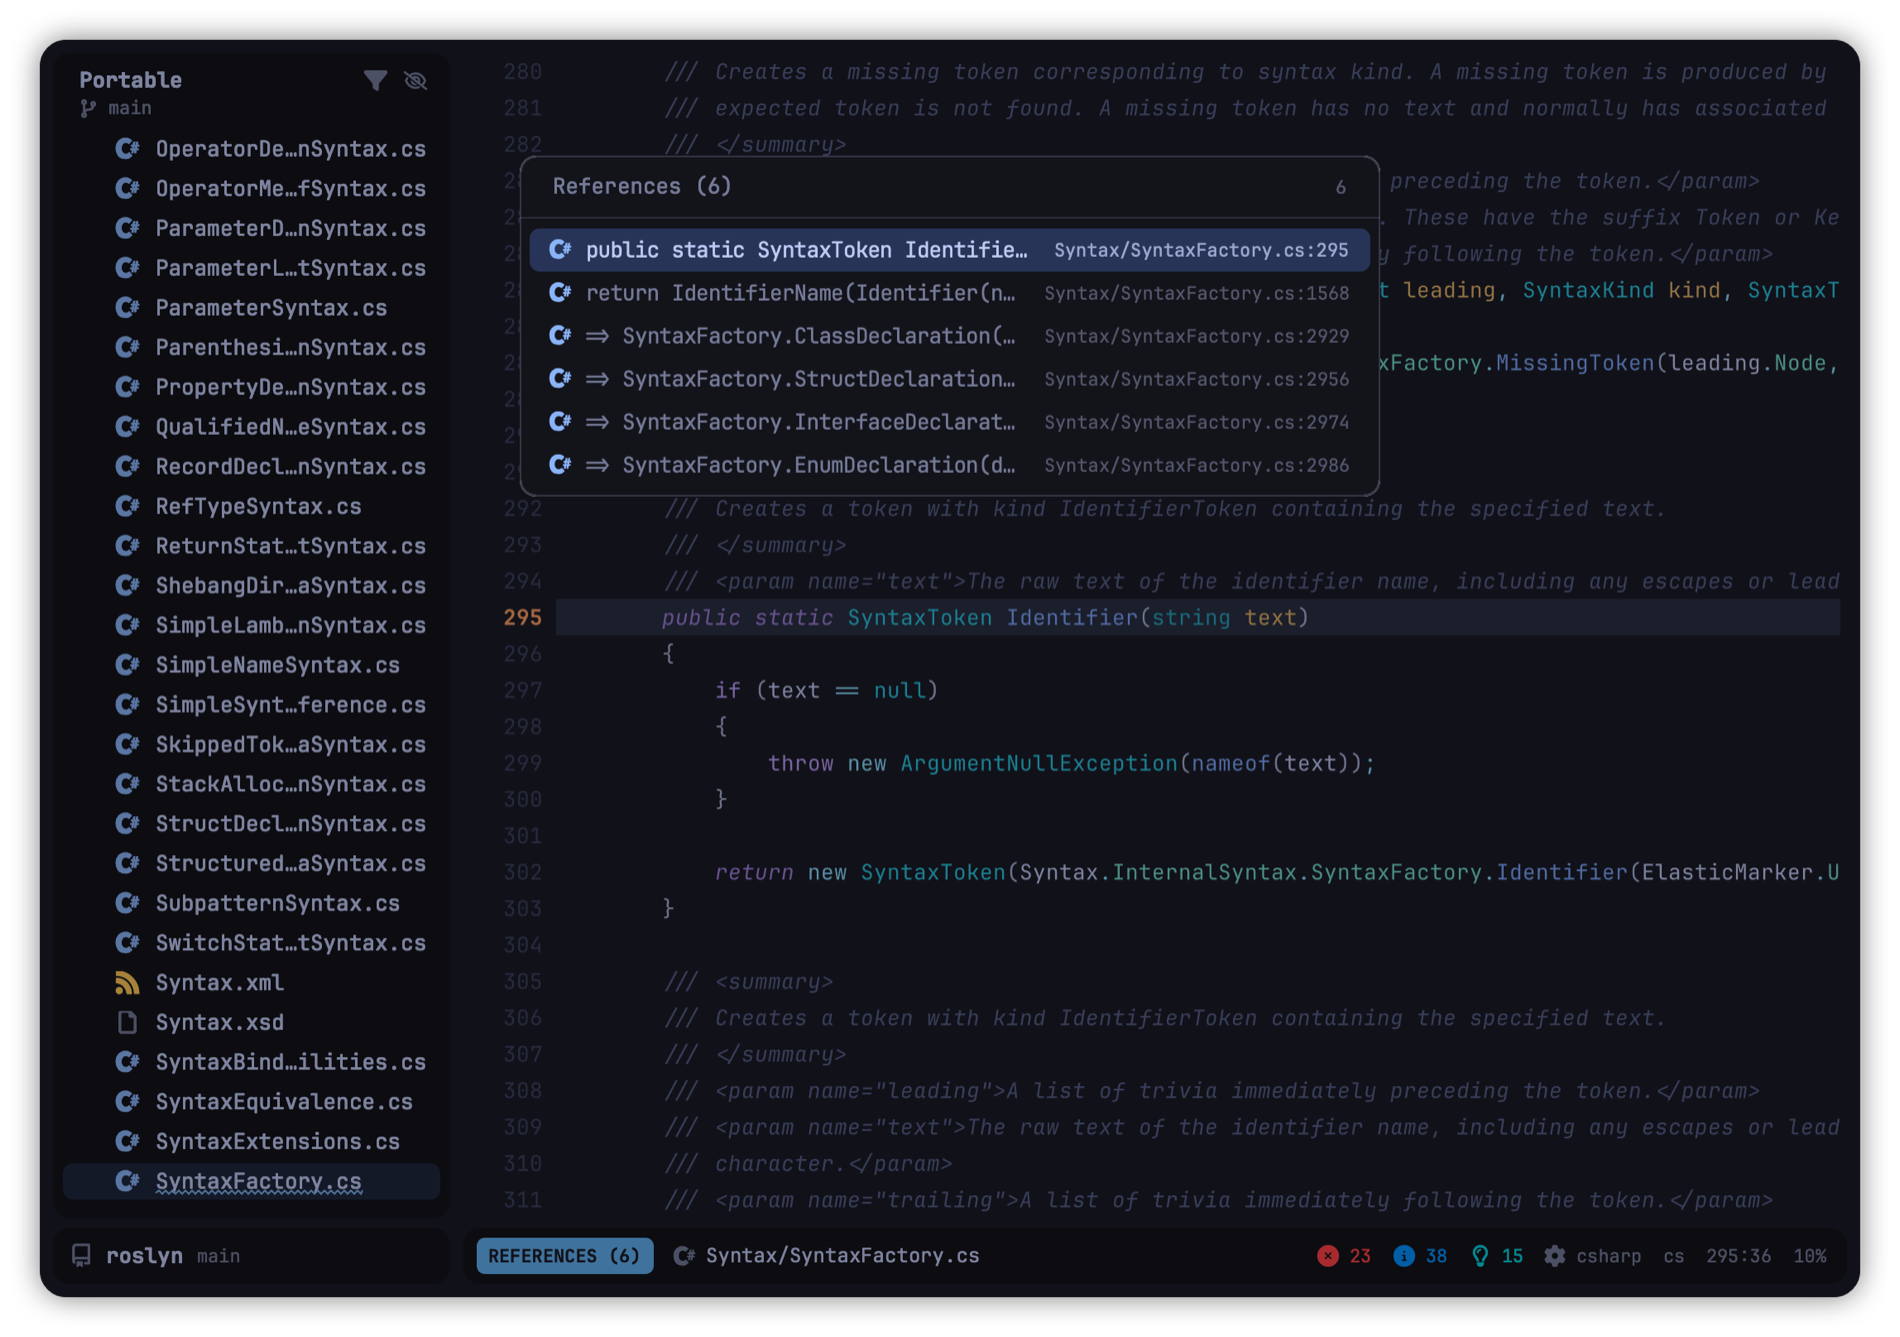 Portable
main
OperatorDe…nSyntax.cs
OperatorMe…fSyntax.cs
ParameterD…nSyntax.cs
ParameterL…tSyntax.cs
ParameterSyntax.cs
Parenthesi…nSyntax.cs
PropertyDe…nSyntax.cs
QualifiedN…eSyntax.cs
RecordDecl…nSyntax.cs
RefTypeSyntax.cs
ReturnStat…tSyntax.cs
ShebangDir…aSyntax.cs
SimpleLamb…nSyntax.cs
SimpleNameSyntax.cs
SimpleSynt…ference.cs
SkippedTok…aSyntax.cs
StackAlloc…nSyntax.cs
StructDecl…nSyntax.cs
Structured…aSyntax.cs
SubpatternSyntax.cs
SwitchStat…tSyntax.cs
Syntax.xml
Syntax.xsd
SyntaxBind…ilities.cs
SyntaxEquivalence.cs
SyntaxExtensions.cs
SyntaxFactory.cs
roslyn main
280 /// Creates a missing token corresponding to syntax kind. A missing token is produced by
281 /// expected token is not found. A missing token has no text and normally has associated
282 /// </summary>
preceding the token.</param>
. These have the suffix Token or Ke
y following the token.</param>
t leading, SyntaxKind kind, SyntaxT
xFactory.MissingToken(leading.Node,
References (6) 6
public static SyntaxToken Identifie… Syntax/SyntaxFactory.cs:295
return IdentifierName(Identifier(n… Syntax/SyntaxFactory.cs:1568
=> SyntaxFactory.ClassDeclaration(… Syntax/SyntaxFactory.cs:2929
=> SyntaxFactory.StructDeclaration… Syntax/SyntaxFactory.cs:2956
=> SyntaxFactory.InterfaceDeclarat… Syntax/SyntaxFactory.cs:2974
=> SyntaxFactory.EnumDeclaration(d… Syntax/SyntaxFactory.cs:2986
292 /// Creates a token with kind IdentifierToken containing the specified text.
293 /// </summary>
294 /// <param name="text">The raw text of the identifier name, including any escapes or lead
295 public static SyntaxToken Identifier(string text)
296 {
297 if (text == null)
298 {
299 throw new ArgumentNullException(nameof(text));
300 }
301
302 return new SyntaxToken(Syntax.InternalSyntax.SyntaxFactory.Identifier(ElasticMarker.U
303 }
304
305 /// <summary>
306 /// Creates a token with kind IdentifierToken containing the specified text.
307 /// </summary>
308 /// <param name="leading">A list of trivia immediately preceding the token.</param>
309 /// <param name="text">The raw text of the identifier name, including any escapes or lead
310 /// character.</param>
311 /// <param name="trailing">A list of trivia immediately following the token.</param>
REFERENCES (6) Syntax/SyntaxFactory.cs 23 38 15 csharp cs 295:36 10%